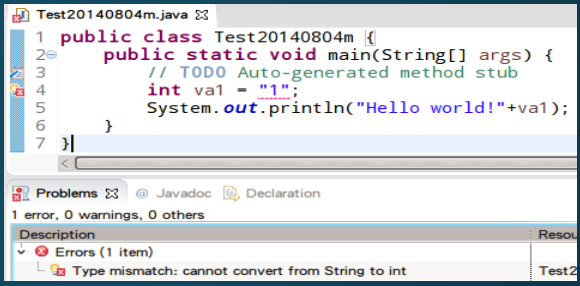 Test20140804m.java
1 public class Test20140804m {
2 public static void main(String[] args) {
3 // TODO Auto-generated method stub
4 int va1 = "1";
5 System.out.println("Hello world!"+va1);
6 }
7 }
Problems @ Javadoc Declaration
1 error, 0 warnings, 0 others
Description Resou
Errors (1 item)
Type mismatch: cannot convert from String to int Test2